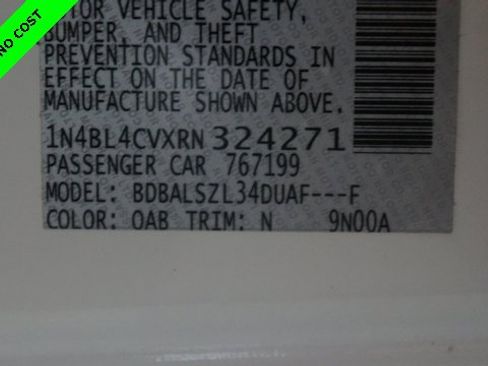 NO COST
MOTOR VEHICLE SAFETY,
BUMPER, AND THEFT
PREVENTION STANDARDS IN
EFFECT ON THE DATE OF
MANUFACTURE SHOWN ABOVE.
1N4BL4CVXRN324271
PASSENGER CAR 767199
MODEL: BDBALSZL34DUAF---F
COLOR: OAB TRIM: N 9N00A